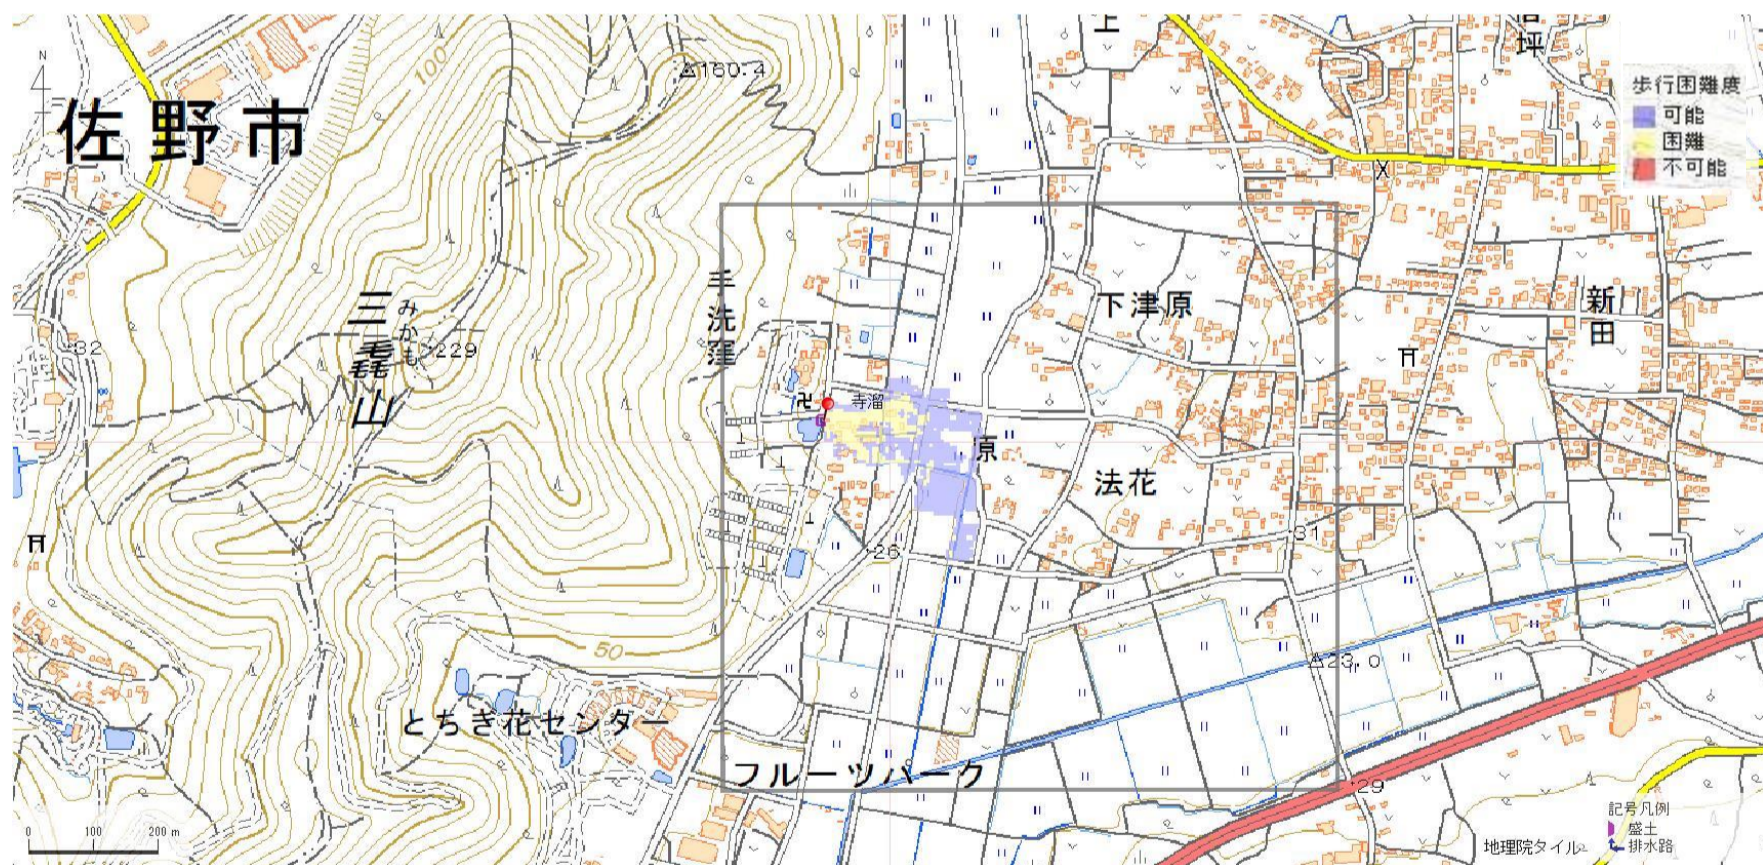 佐野市
N
100
160.4
上
坪
歩行困難度
可能
困難
不可能
32
三毳山
みかも
229
手洗窪
下津原
新田
寺溜
原
法花
26
31
23.0
50
とちぎ花センター
フルーツパーク
29
0 100 200 m
記号凡例
盛土
排水路
地理院タイル